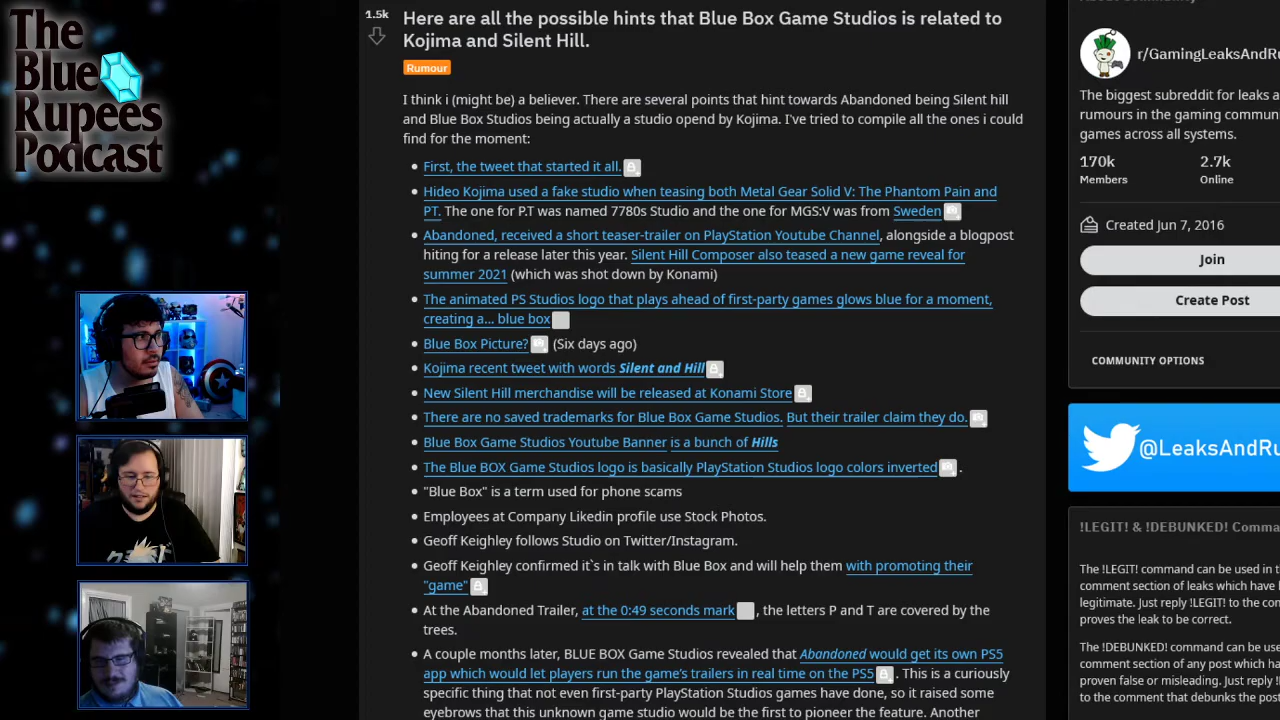 The
Blue
Rupees
Podcast
1.5k
Here are all the possible hints that Blue Box Game Studios is related to
Kojima and Silent Hill.
Rumour
I think i (might be) a believer. There are several points that hint towards Abandoned being Silent hill
and Blue Box Studios being actually a studio opend by Kojima. I've tried to compile all the ones i could
find for the moment:
First, the tweet that started it all.
Hideo Kojima used a fake studio when teasing both Metal Gear Solid V: The Phantom Pain and
PT. The one for P.T was named 7780s Studio and the one for MGS:V was from Sweden
Abandoned, received a short teaser-trailer on PlayStation Youtube Channel, alongside a blogpost
hiting for a release later this year. Silent Hill Composer also teased a new game reveal for
summer 2021 (which was shot down by Konami)
The animated PS Studios logo that plays ahead of first-party games glows blue for a moment,
creating a... blue box
Blue Box Picture? (Six days ago)
Kojima recent tweet with words Silent and Hill
New Silent Hill merchandise will be released at Konami Store
There are no saved trademarks for Blue Box Game Studios. But their trailer claim they do.
Blue Box Game Studios Youtube Banner is a bunch of Hills
The Blue BOX Game Studios logo is basically PlayStation Studios logo colors inverted .
"Blue Box" is a term used for phone scams
Employees at Company Likedin profile use Stock Photos.
Geoff Keighley follows Studio on Twitter/Instagram.
Geoff Keighley confirmed it`s in talk with Blue Box and will help them with promoting their
"game"
At the Abandoned Trailer, at the 0:49 seconds mark , the letters P and T are covered by the
trees.
A couple months later, BLUE BOX Game Studios revealed that Abandoned would get its own PS5
app which would let players run the game's trailers in real time on the PS5 . This is a curiously
specific thing that not even first-party PlayStation Studios games have done, so it raised some
eyebrows that this unknown game studio would be the first to pioneer the feature. Another
r/GamingLeaksAndRu
The biggest subreddit for leaks a
rumours in the gaming commun
games across all systems.
170k
2.7k
Members
Online
Created Jun 7, 2016
Join
Create Post
COMMUNITY OPTIONS
@LeaksAndRu
!LEGIT! & !DEBUNKED! Comma
The !LEGIT! command can be used in t
comment section of leaks which have b
legitimate. Just reply !LEGIT! to the com
proves the leak to be correct.
The !DEBUNKED! command can be use
comment section of any post which ha
proven false or misleading. Just reply !
to the comment that debunks the post